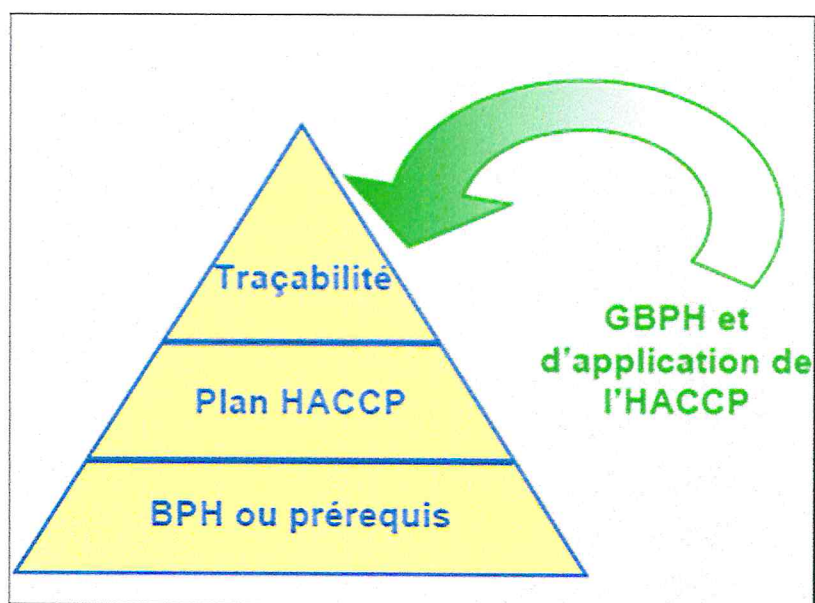 Traçabilité
Plan HACCP
BPH ou prérequis
GBPH et
d'application de
l'HACCP